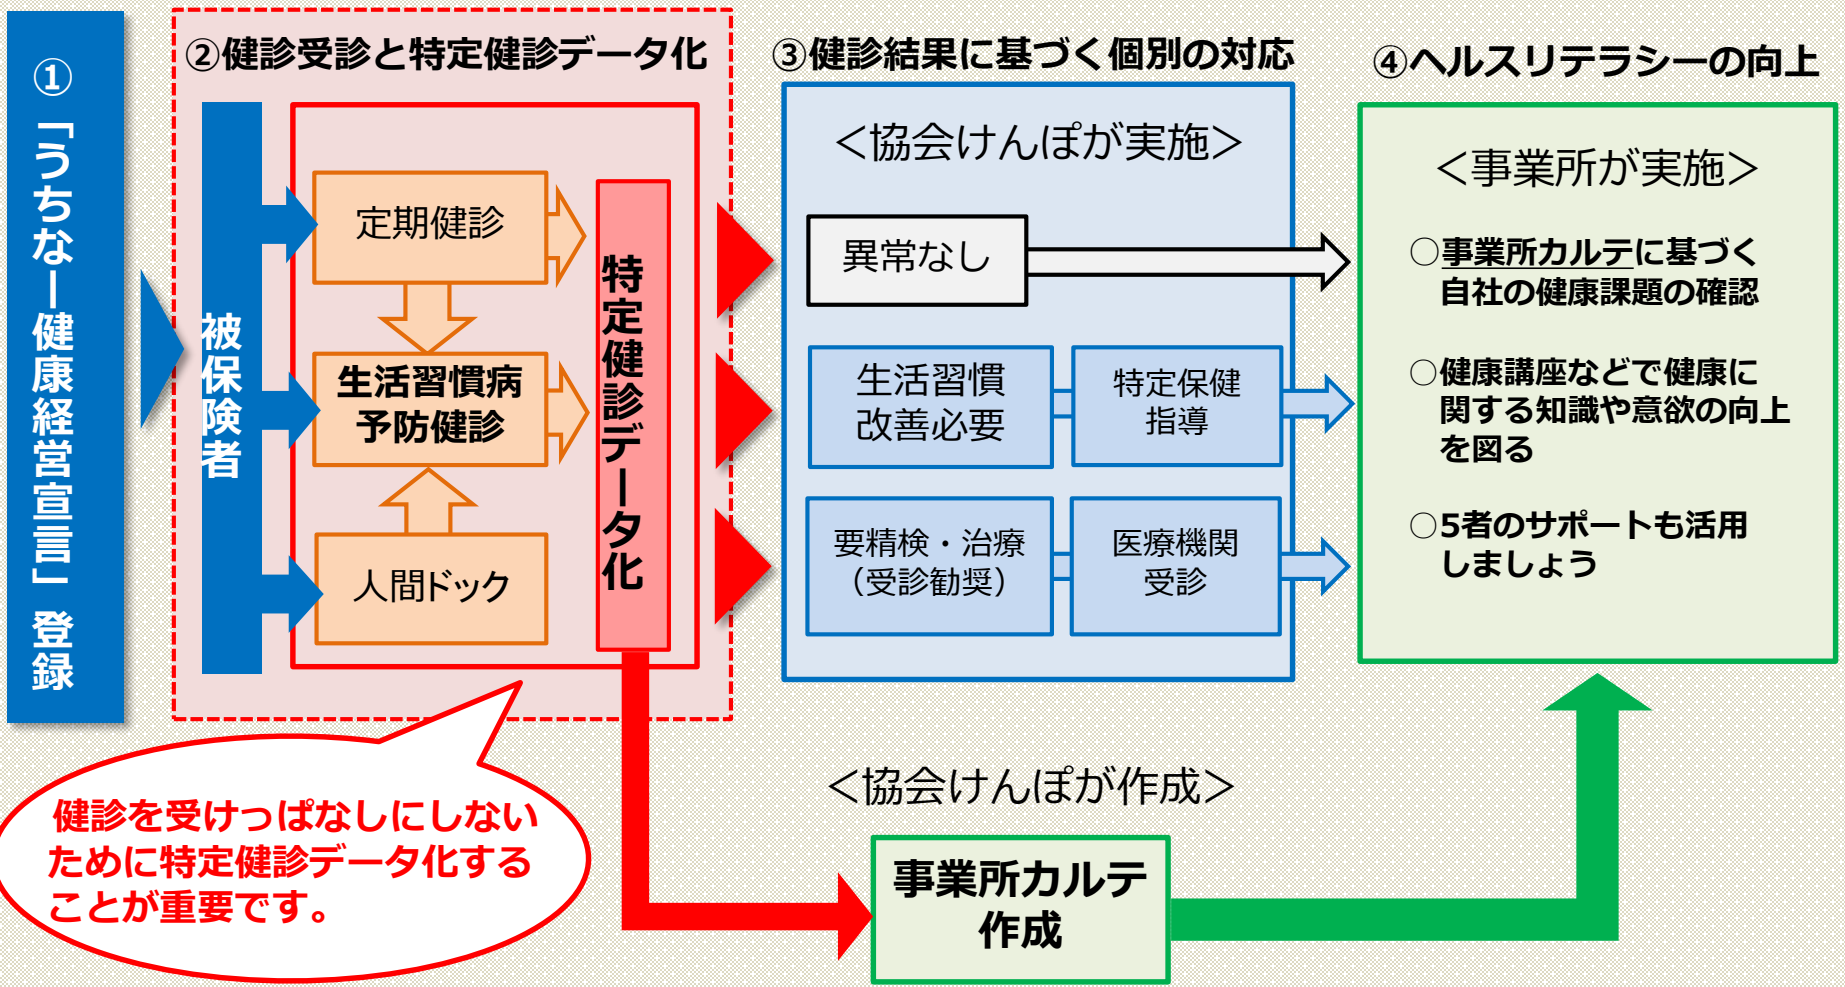 ①「うちなー健康経営宣言」登録
②健診受診と特定健診データ化
被保険者
定期健診
生活習慣病
予防健診
人間ドック
特定健診データ化
③健診結果に基づく個別の対応
＜協会けんぽが実施＞
異常なし
生活習慣
改善必要
特定保健
指導
要精検・治療
（受診勧奨）
医療機関
受診
④ヘルスリテラシーの向上
＜事業所が実施＞
○事業所カルテに基づく
自社の健康課題の確認
○健康講座などで健康に
関する知識や意欲の向上
を図る
○5者のサポートも活用
しましょう
健診を受けっぱなしにしない
ために特定健診データ化する
ことが重要です。
＜協会けんぽが作成＞
事業所カルテ
作成